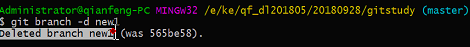 Administrator@qianfeng-PC MINGW32 /e/ke/qf_dl201805/20180928/gitstudy (master)
$ git branch -d new1
Deleted branch new1 (was 565be58).